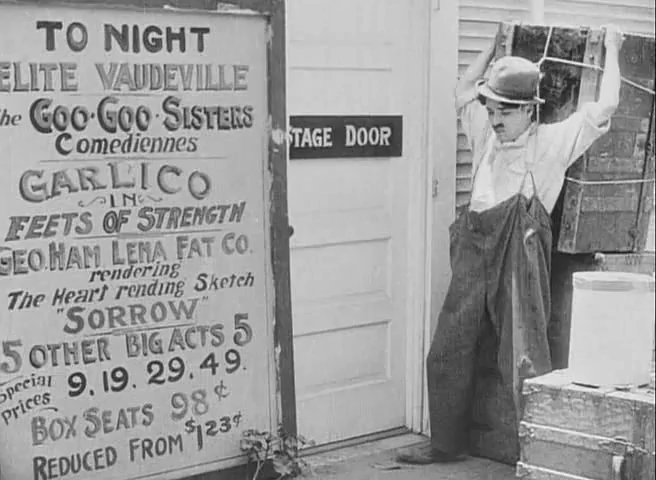 TO NIGHT
ELITE VAUDEVILLE
The GOO-GOO-SISTERS
Comediennes
GARLICO
IN
FEETS OF STRENGTH
GEO. HAM LENA FAT CO.
rendering
The Heart rending Sketch
"SORROW"
5 OTHER BIG ACTS 5
Special Prices 9. 19. 29. 49.
BOX SEATS 98¢
REDUCED FROM $1 23¢
STAGE DOOR